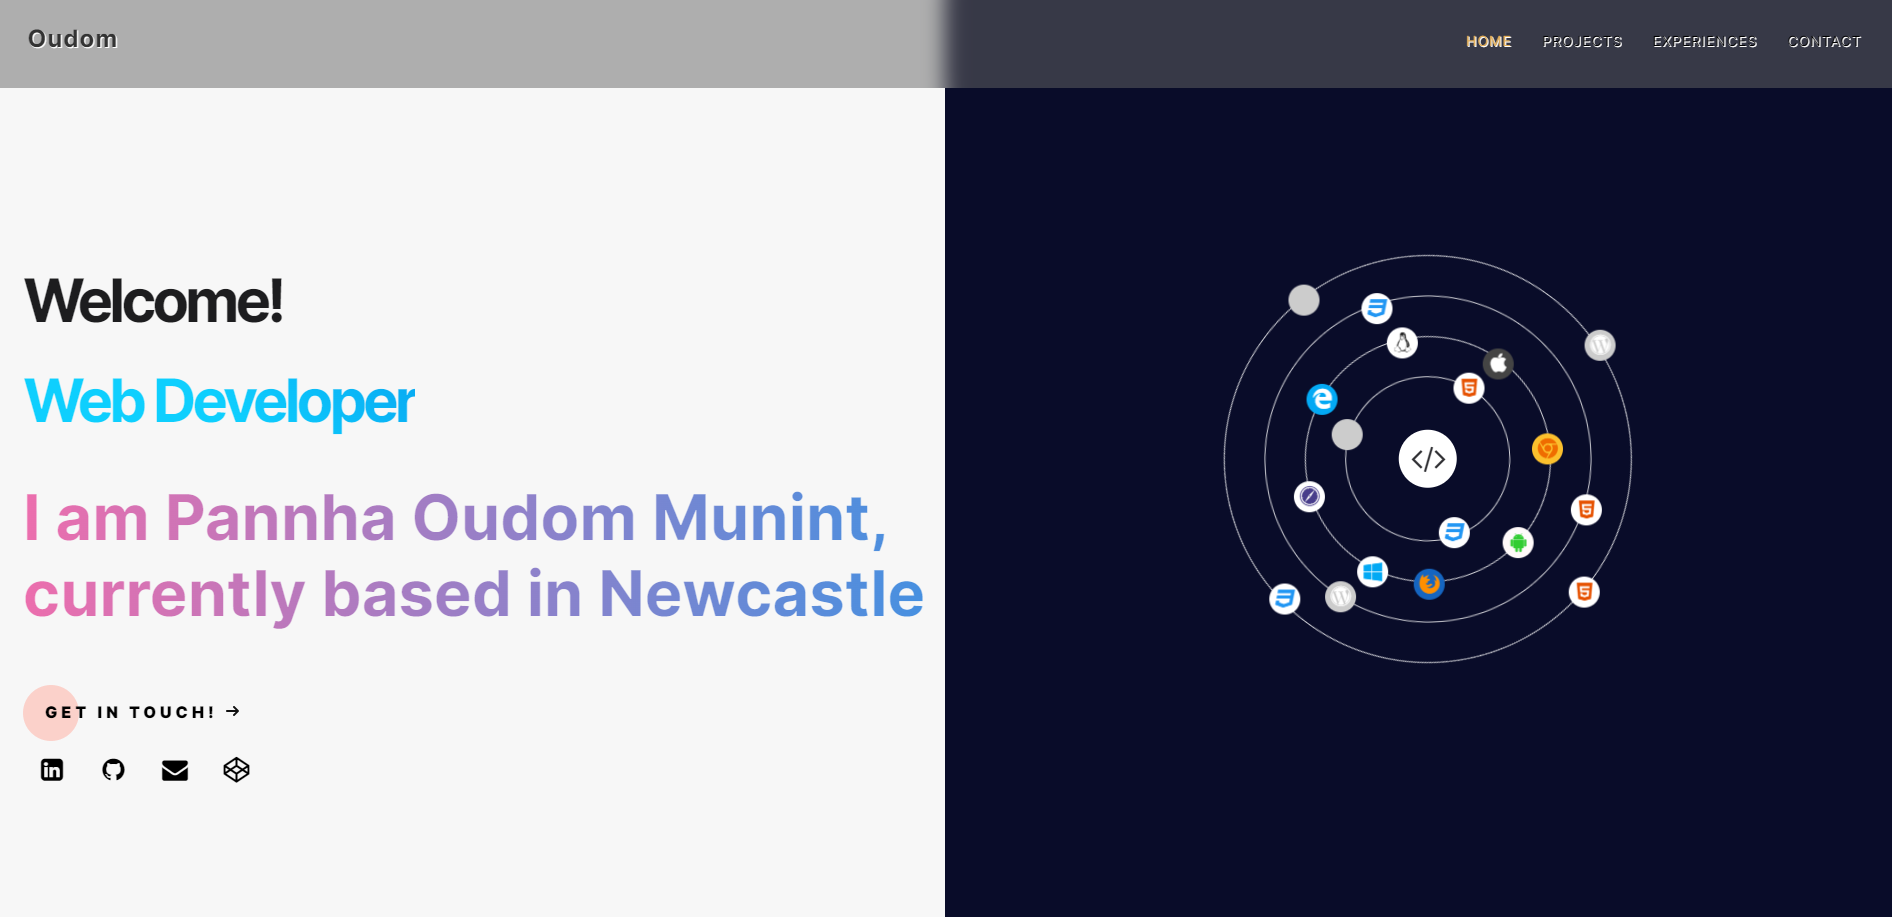 Oudom
HOME PROJECTS EXPERIENCES CONTACT
Welcome!
Web Developer
I am Pannha Oudom Munint,
currently based in Newcastle
GET IN TOUCH! →